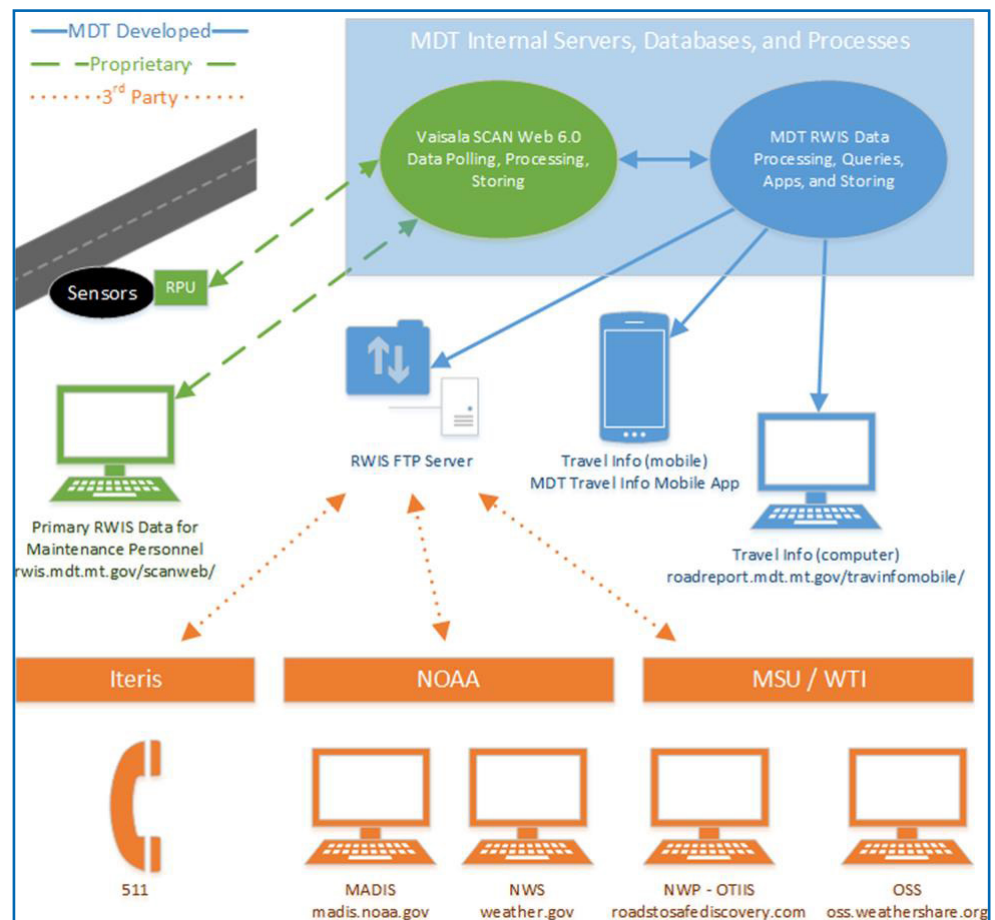 MDT Developed
Proprietary
3rd Party
MDT Internal Servers, Databases, and Processes
Vaisala SCAN Web 6.0
Data Polling, Processing,
Storing
MDT RWIS Data
Processing, Queries,
Apps, and Storing
Sensors
RPU
RWIS FTP Server
Travel Info (mobile)
MDT Travel Info Mobile App
Primary RWIS Data for
Maintenance Personnel
rwis.mdt.mt.gov/scanweb/
Travel Info (computer)
roadreport.mdt.mt.gov/travinfomobile/
Iteris
NOAA
MSU / WTI
511
MADIS
madis.noaa.gov
NWS
weather.gov
NWP - OTIIS
roadstosafediscovery.com
OSS
oss.weathershare.org